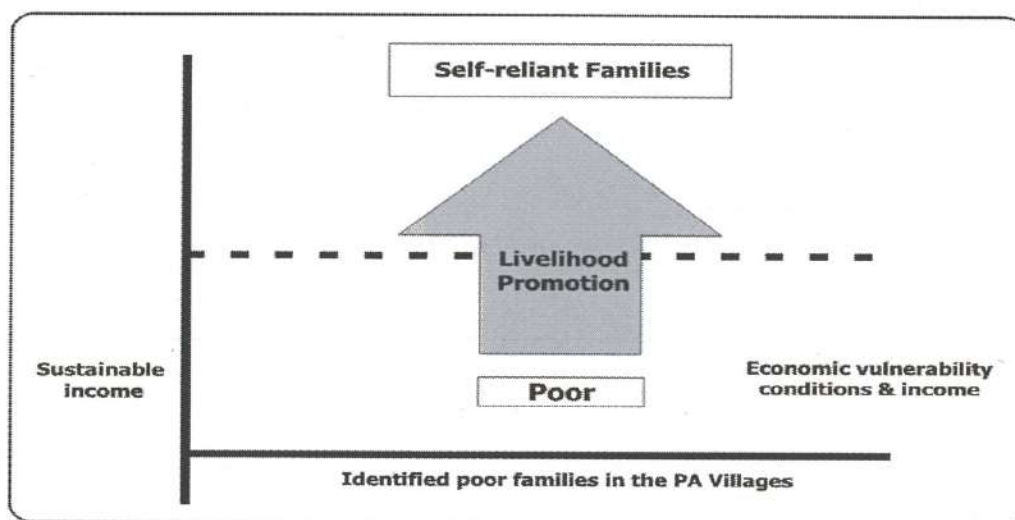 Self-reliant Families
Livelihood
Promotion
Sustainable
income
Poor
Economic vulnerability
conditions & income
Identified poor families in the PA Villages